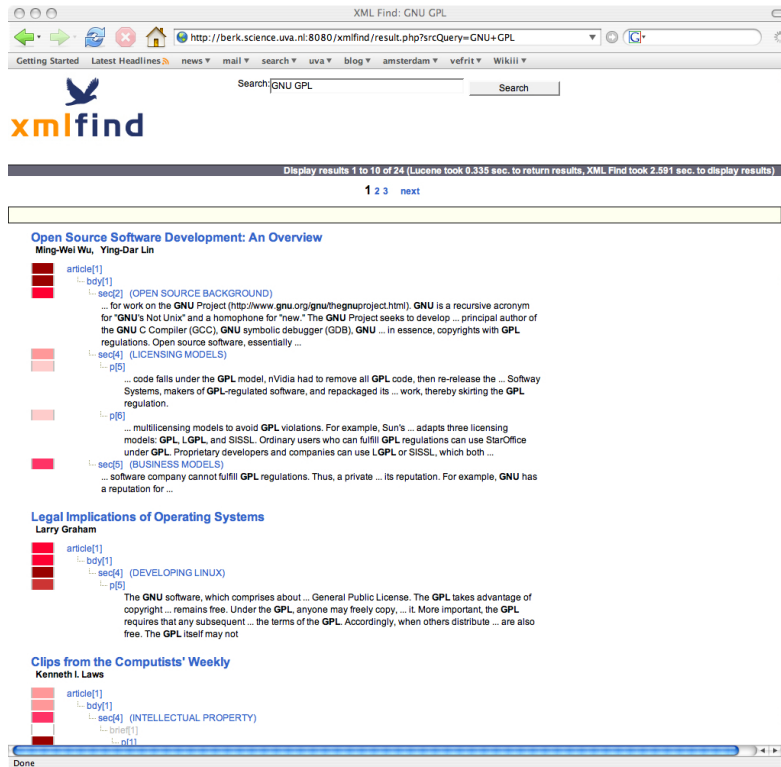 XML Find: GNU GPL
http://berk.science.uva.nl:8080/xmlfind/result.php?srcQuery=GNU+GPL
G
Getting Started Latest Headlines news mail search uva blog amsterdam vefrit Wikiii
Search: GNU GPL Search
xmlfind
Display results 1 to 10 of 24 (Lucene took 0.335 sec. to return results, XML Find took 2.591 sec. to display results)
1 2 3 next
Open Source Software Development: An Overview
Ming-Wei Wu, Ying-Dar Lin
article[1]
bdy[1]
sec[2] (OPEN SOURCE BACKGROUND)
... for work on the GNU Project (http://www.gnu.org/gnu/thegnuproject.html). GNU is a recursive acronym
for "GNU's Not Unix" and a homophone for "new." The GNU Project seeks to develop ... principal author of
the GNU C Compiler (GCC), GNU symbolic debugger (GDB), GNU ... in essence, copyrights with GPL
regulations. Open source software, essentially ...
sec[4] (LICENSING MODELS)
p[5]
... code falls under the GPL model, nVidia had to remove all GPL code, then re-release the ... Softway
Systems, makers of GPL-regulated software, and repackaged its ... work, thereby skirting the GPL
regulation.
p[6]
... multilicensing models to avoid GPL violations. For example, Sun's ... adapts three licensing
models: GPL, LGPL, and SISSL. Ordinary users who can fulfill GPL regulations can use StarOffice
under GPL. Proprietary developers and companies can use LGPL or SISSL, which both ...
sec[5] (BUSINESS MODELS)
... software company cannot fulfill GPL regulations. Thus, a private ... its reputation. For example, GNU has
a reputation for ...
Legal Implications of Operating Systems
Larry Graham
article[1]
bdy[1]
sec[4] (DEVELOPING LINUX)
p[5]
The GNU software, which comprises about ... General Public License. The GPL takes advantage of
copyright ... remains free. Under the GPL, anyone may freely copy, ... it. More important, the GPL
requires that any subsequent ... the terms of the GPL. Accordingly, when others distribute ... are also
free. The GPL itself may not
Clips from the Computists' Weekly
Kenneth I. Laws
article[1]
bdy[1]
sec[4] (INTELLECTUAL PROPERTY)
brief[1]
p[1]
Done